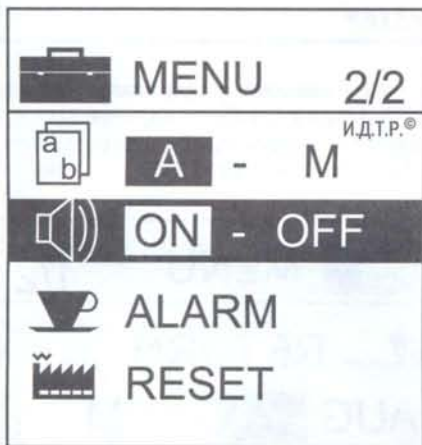 MENU 2/2
И.Д.Т.Р.©
a
b
A - M
ON - OFF
ALARM
RESET